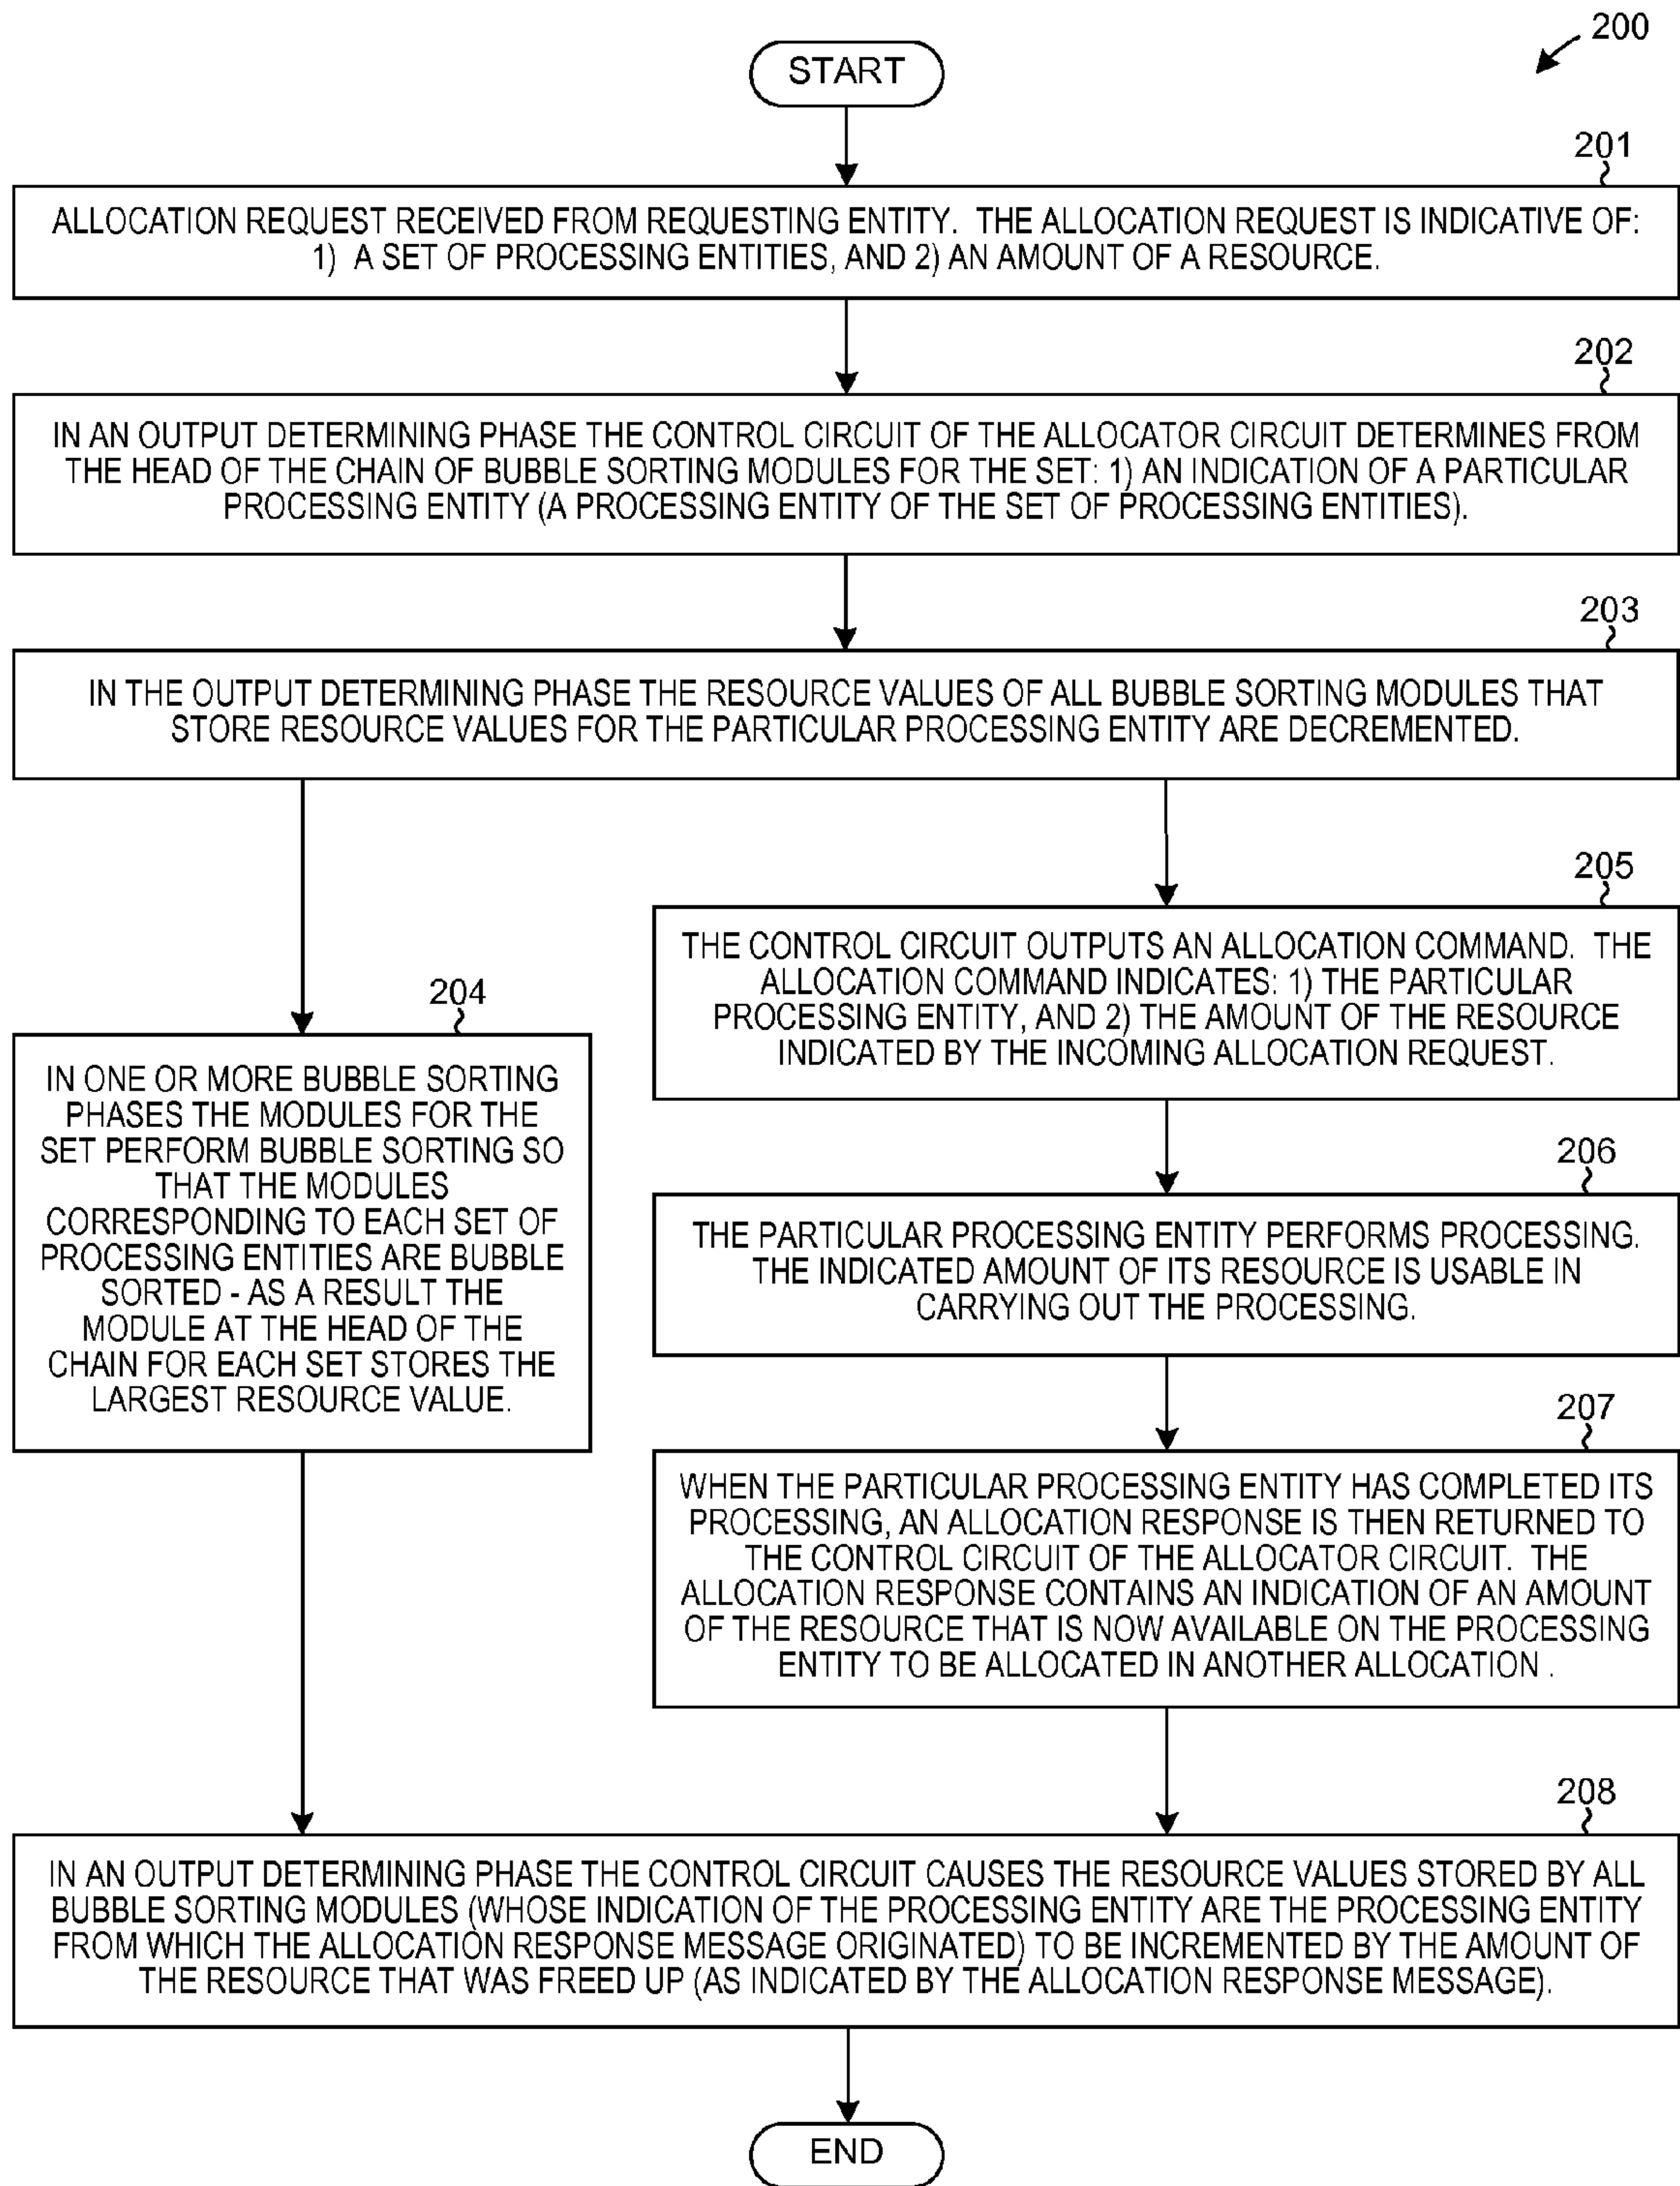 200
START
201
ALLOCATION REQUEST RECEIVED FROM REQUESTING ENTITY. THE ALLOCATION REQUEST IS INDICATIVE OF:
1) A SET OF PROCESSING ENTITIES, AND 2) AN AMOUNT OF A RESOURCE.
202
IN AN OUTPUT DETERMINING PHASE THE CONTROL CIRCUIT OF THE ALLOCATOR CIRCUIT DETERMINES FROM
THE HEAD OF THE CHAIN OF BUBBLE SORTING MODULES FOR THE SET: 1) AN INDICATION OF A PARTICULAR
PROCESSING ENTITY (A PROCESSING ENTITY OF THE SET OF PROCESSING ENTITIES).
203
IN THE OUTPUT DETERMINING PHASE THE RESOURCE VALUES OF ALL BUBBLE SORTING MODULES THAT
STORE RESOURCE VALUES FOR THE PARTICULAR PROCESSING ENTITY ARE DECREMENTED.
204
IN ONE OR MORE BUBBLE SORTING
PHASES THE MODULES FOR THE
SET PERFORM BUBBLE SORTING SO
THAT THE MODULES
CORRESPONDING TO EACH SET OF
PROCESSING ENTITIES ARE BUBBLE
SORTED - AS A RESULT THE
MODULE AT THE HEAD OF THE
CHAIN FOR EACH SET STORES THE
LARGEST RESOURCE VALUE.
205
THE CONTROL CIRCUIT OUTPUTS AN ALLOCATION COMMAND. THE
ALLOCATION COMMAND INDICATES: 1) THE PARTICULAR
PROCESSING ENTITY, AND 2) THE AMOUNT OF THE RESOURCE
INDICATED BY THE INCOMING ALLOCATION REQUEST.
206
THE PARTICULAR PROCESSING ENTITY PERFORMS PROCESSING.
THE INDICATED AMOUNT OF ITS RESOURCE IS USABLE IN
CARRYING OUT THE PROCESSING.
207
WHEN THE PARTICULAR PROCESSING ENTITY HAS COMPLETED ITS
PROCESSING, AN ALLOCATION RESPONSE IS THEN RETURNED TO
THE CONTROL CIRCUIT OF THE ALLOCATOR CIRCUIT. THE
ALLOCATION RESPONSE CONTAINS AN INDICATION OF AN AMOUNT
OF THE RESOURCE THAT IS NOW AVAILABLE ON THE PROCESSING
ENTITY TO BE ALLOCATED IN ANOTHER ALLOCATION .
208
IN AN OUTPUT DETERMINING PHASE THE CONTROL CIRCUIT CAUSES THE RESOURCE VALUES STORED BY ALL
BUBBLE SORTING MODULES (WHOSE INDICATION OF THE PROCESSING ENTITY ARE THE PROCESSING ENTITY
FROM WHICH THE ALLOCATION RESPONSE MESSAGE ORIGINATED) TO BE INCREMENTED BY THE AMOUNT OF
THE RESOURCE THAT WAS FREED UP (AS INDICATED BY THE ALLOCATION RESPONSE MESSAGE).
END